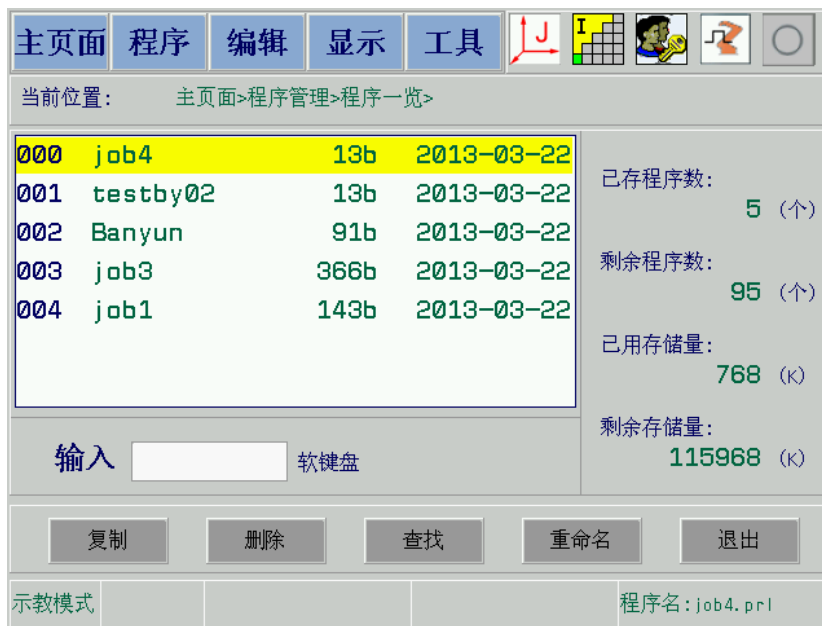 主页面 程序 编辑 显示 工具 J I
当前位置: 主页面>程序管理>程序一览>
000 job4 13b 2013-03-22
001 testby02 13b 2013-03-22
002 Banyun 91b 2013-03-22
003 job3 366b 2013-03-22
004 job1 143b 2013-03-22
已存程序数:
5 (个)
剩余程序数:
95 (个)
已用存储量:
768 (K)
剩余存储量:
115968 (K)
输入 软键盘
复制 删除 查找 重命名 退出
示教模式 程序名:job4.prl